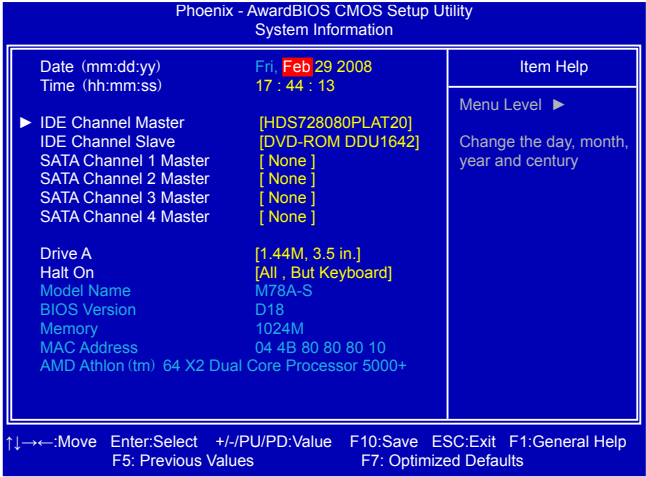 Phoenix - AwardBIOS CMOS Setup Utility
System Information
Date (mm:dd:yy) Fri, Feb 29 2008
Time (hh:mm:ss) 17 : 44 : 13
► IDE Channel Master [HDS728080PLAT20]
IDE Channel Slave [DVD-ROM DDU1642]
SATA Channel 1 Master [ None ]
SATA Channel 2 Master [ None ]
SATA Channel 3 Master [ None ]
SATA Channel 4 Master [ None ]
Drive A [1.44M, 3.5 in.]
Halt On [All , But Keyboard]
Model Name M78A-S
BIOS Version D18
Memory 1024M
MAC Address 04 4B 80 80 80 10
AMD Athlon (tm) 64 X2 Dual Core Processor 5000+
Item Help
Menu Level ►
Change the day, month,
year and century
↑↓→←:Move Enter:Select +/-/PU/PD:Value F10:Save ESC:Exit F1:General Help
F5: Previous Values F7: Optimized Defaults